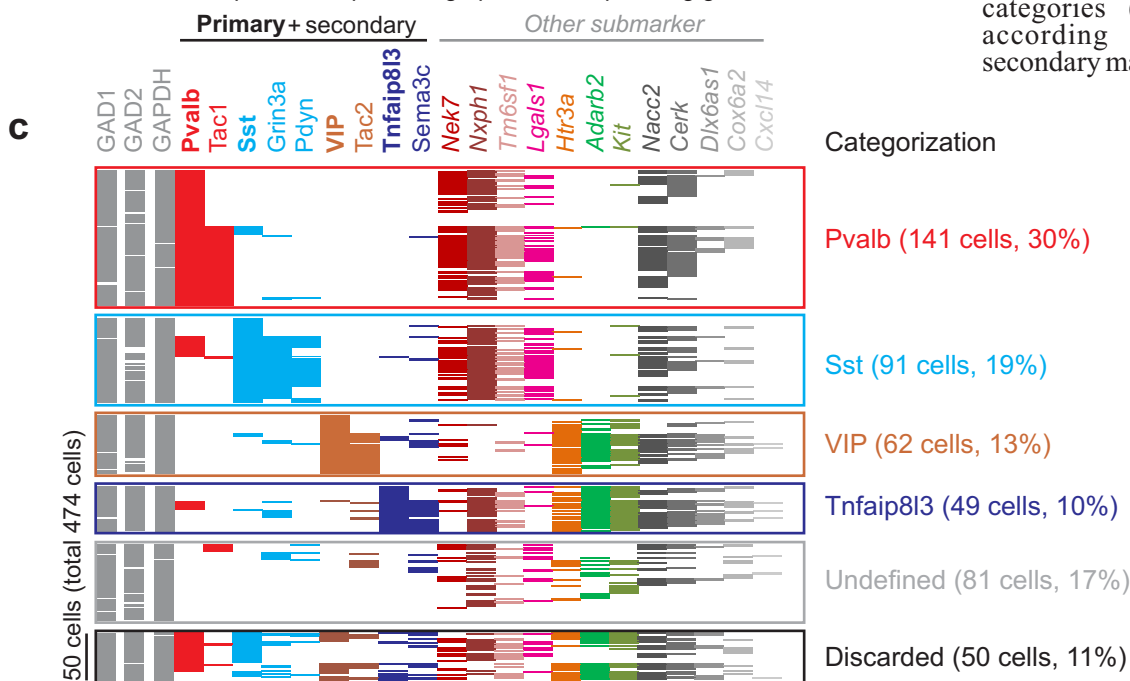 categories
according
secondary ma
Primary + secondary
Other submarker
c
GAD1
GAD2
GAPDH
Pvalb
Tac1
Sst
Grin3a
Pdyn
VIP
Tac2
Tnfaip8l3
Sema3c
Nek7
Nxph1
Tm6sf1
Lgals1
Htr3a
Adarb2
Kit
Nacc2
Cerk
Dlx6as1
Cox6a2
Cxcl14
Categorization
Pvalb (141 cells, 30%)
Sst (91 cells, 19%)
VIP (62 cells, 13%)
Tnfaip8l3 (49 cells, 10%)
Undefined (81 cells, 17%)
Discarded (50 cells, 11%)
50 cells (total 474 cells)